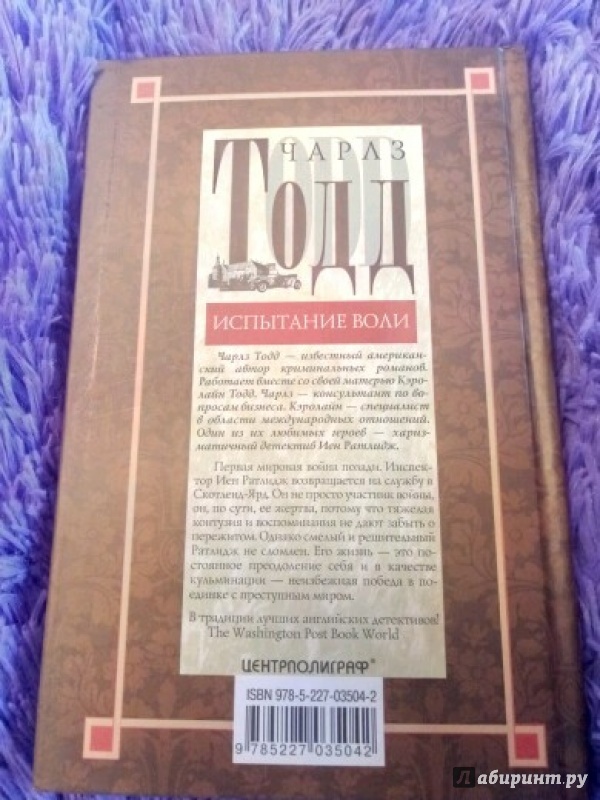 ЧАРЛЗ
ТОДД
ИСПЫТАНИЕ ВОЛИ
Чарлз Тодд — известный американ-
ский автор криминальных романов.
Работает вместе со своей матерью Кэро-
лайн Тодд. Чарлз — консультант по во-
просам бизнеса. Кэролайн — специалист
в области международных отношений.
Один из их любимых героев — хариз-
матичный детектив Иен Ратлидж.
Первая мировая война позади. Инспек-
тор Иен Ратлидж возвращается на службу в
Скотленд-Ярд. Он не просто участник войны,
он, по сути, ее жертва, потому что тяжелая
контузия и воспоминания не дают забыть о
пережитом. Однако смелый и решительный
Ратлидж не сломлен. Его жизнь — это по-
стоянное преодоление себя и в качестве
кульминации — неизбежная победа в по-
единке с преступным миром.
В традиции лучших английских детективов!
The Washington Post Book World
ЦЕНТРПОЛИГРАФ®
ISBN 978-5-227-03504-2
9 785227 035042
Лабиринт.ру